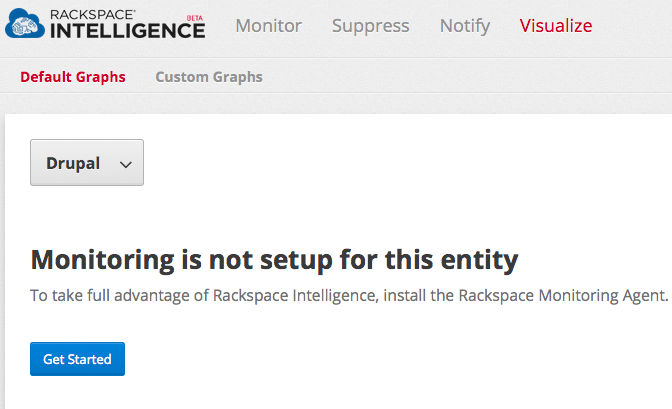 RACKSPACE®
INTELLIGENCE BETA
Monitor Suppress Notify Visualize
Default Graphs Custom Graphs
Drupal
Monitoring is not setup for this entity
To take full advantage of Rackspace Intelligence, install the Rackspace Monitoring Agent.
Get Started